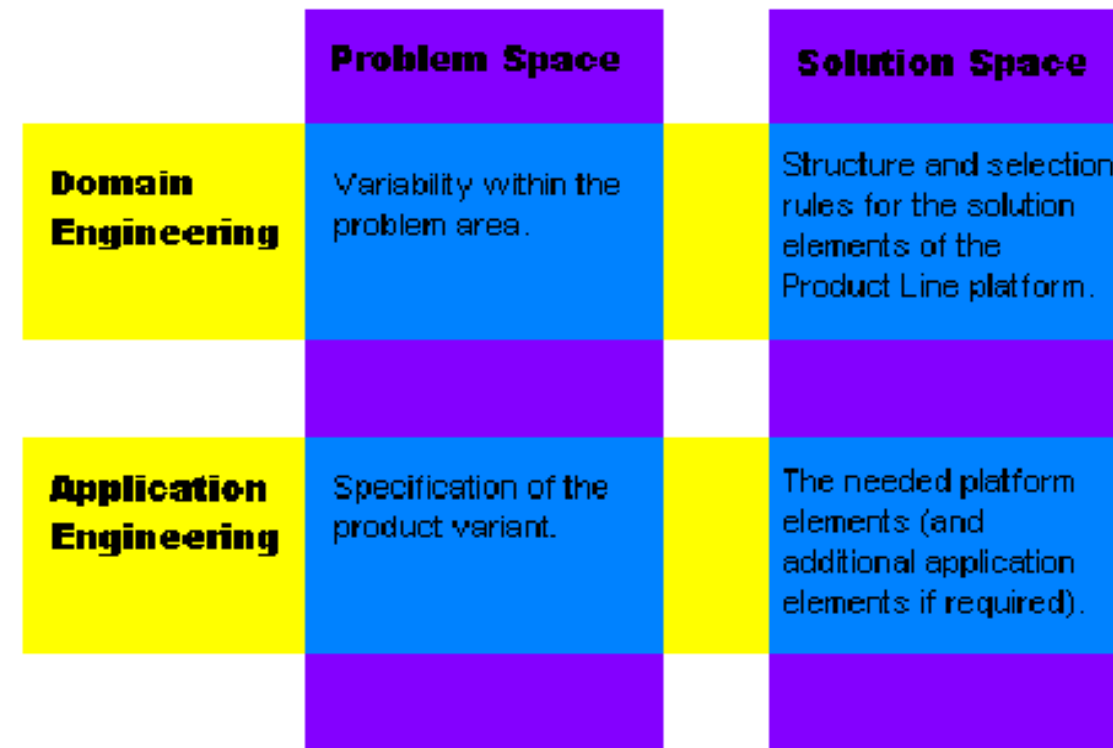 Problem Space
Solution Space
Domain
Engineering
Variability within the
problem area.
Structure and selection
rules for the solution
elements of the
Product Line platform.
Application
Engineering
Specification of the
product variant.
The needed platform
elements (and
additional application
elements if required).